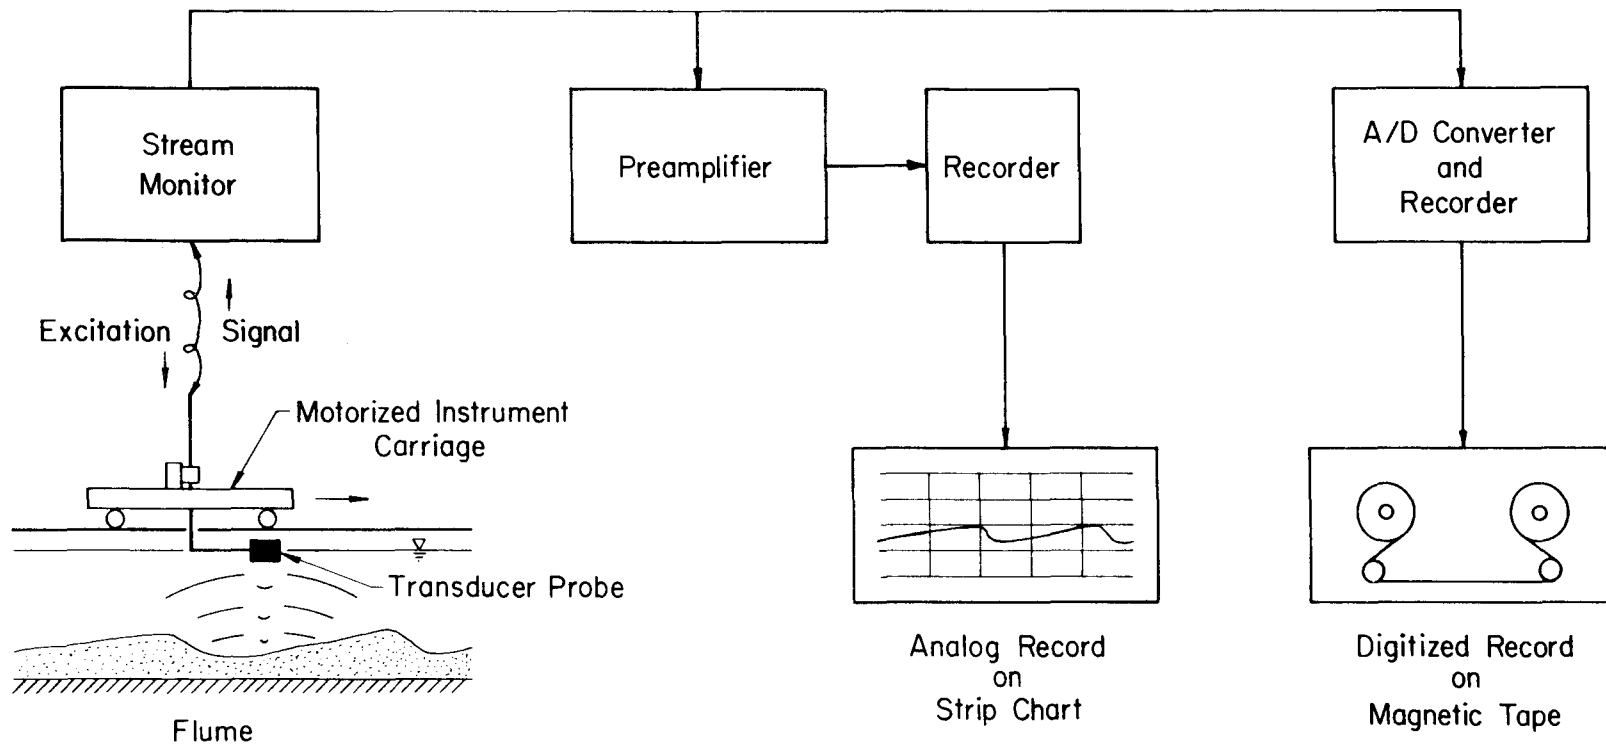 Stream
Monitor
Preamplifier
Recorder
A/D Converter
and
Recorder
Excitation
Signal
Motorized Instrument
Carriage
Transducer Probe
Flume
Analog Record
on
Strip Chart
Digitized Record
on
Magnetic Tape